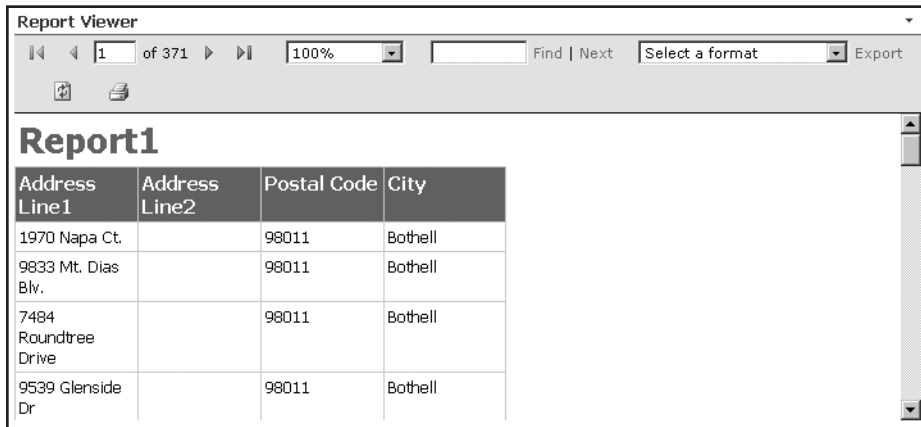 Report Viewer
1 of 371 100% Find | Next Select a format Export
Report1
Address Line1 Address Line2 Postal Code City
1970 Napa Ct. 98011 Bothell
9833 Mt. Dias Blv. 98011 Bothell
7484 Roundtree Drive 98011 Bothell
9539 Glenside Dr 98011 Bothell